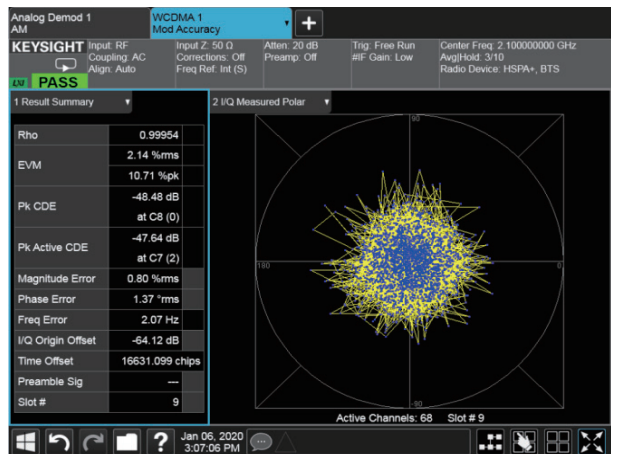 Analog Demod 1
AM
WCDMA 1
Mod Accuracy
KEYSIGHT
Input: RF
Coupling: AC
Align: Auto
Input Z: 50 Ω
Corrections: Off
Freq Ref: Int (S)
Atten: 20 dB
Preamp: Off
Trig: Free Run
#IF Gain: Low
Center Freq: 2.100000000 GHz
Avg|Hold: 3/10
Radio Device: HSPA+, BTS
LXI
PASS
1 Result Summary
2 I/Q Measured Polar
Rho 0.99954
EVM 2.14 %rms
10.71 %pk
Pk CDE -48.48 dB
at C8 (0)
Pk Active CDE -47.64 dB
at C7 (2)
Magnitude Error 0.80 %rms
Phase Error 1.37 °rms
Freq Error 2.07 Hz
I/Q Origin Offset -64.12 dB
Time Offset 16631.099 chips
Preamble Sig ---
Slot # 9
90
180
0
-90
Active Channels: 68 Slot # 9
?
Jan 06, 2020
3:07:06 PM